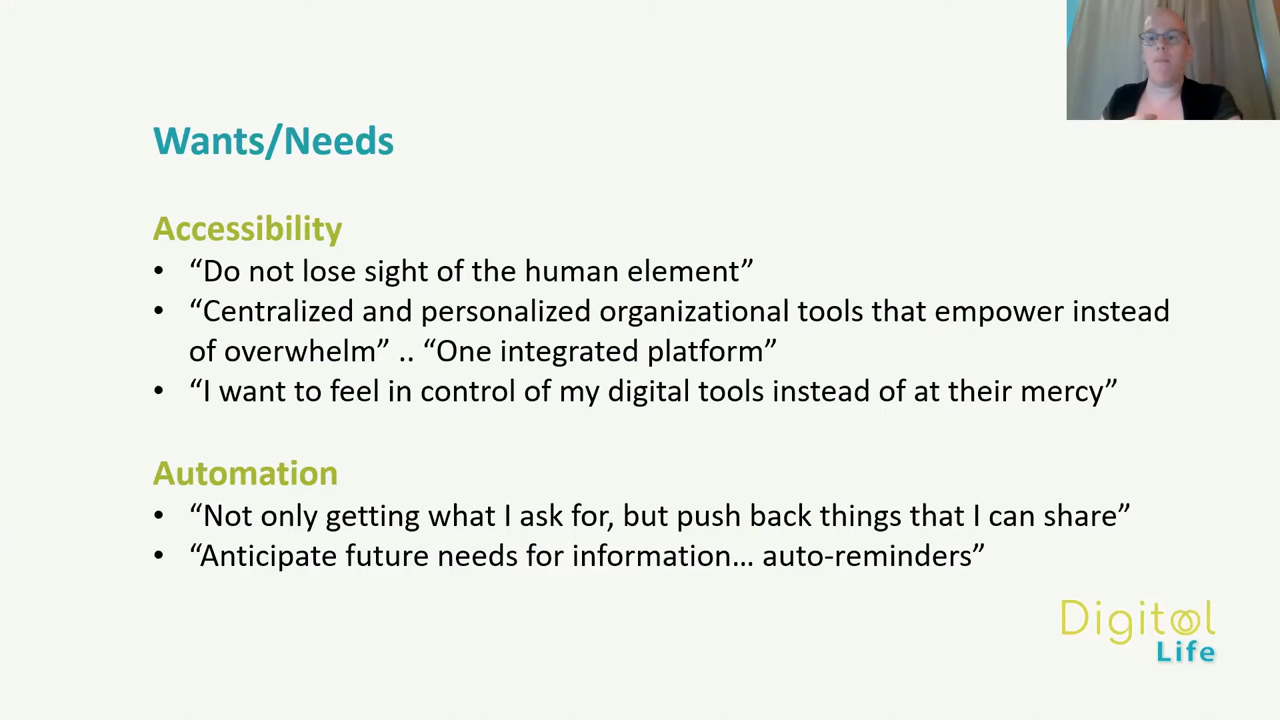 Wants/Needs
Accessibility
• “Do not lose sight of the human element”
• “Centralized and personalized organizational tools that empower instead
of overwhelm” .. “One integrated platform”
• “I want to feel in control of my digital tools instead of at their mercy”
Automation
• “Not only getting what I ask for, but push back things that I can share”
• “Anticipate future needs for information… auto-reminders”
Digitool
Life